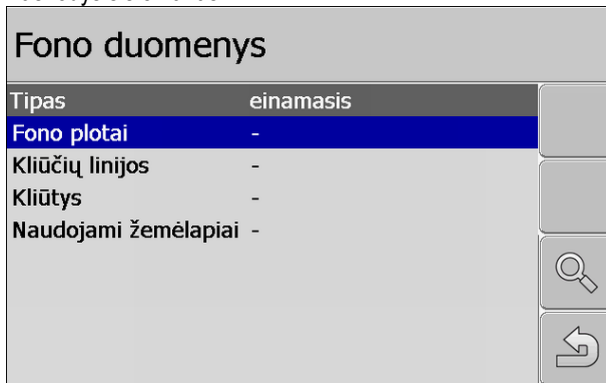 Fono duomenys
Tipas einamasis
Fono plotai -
Kliūčių linijos -
Kliūtys -
Naudojami žemėlapiai -